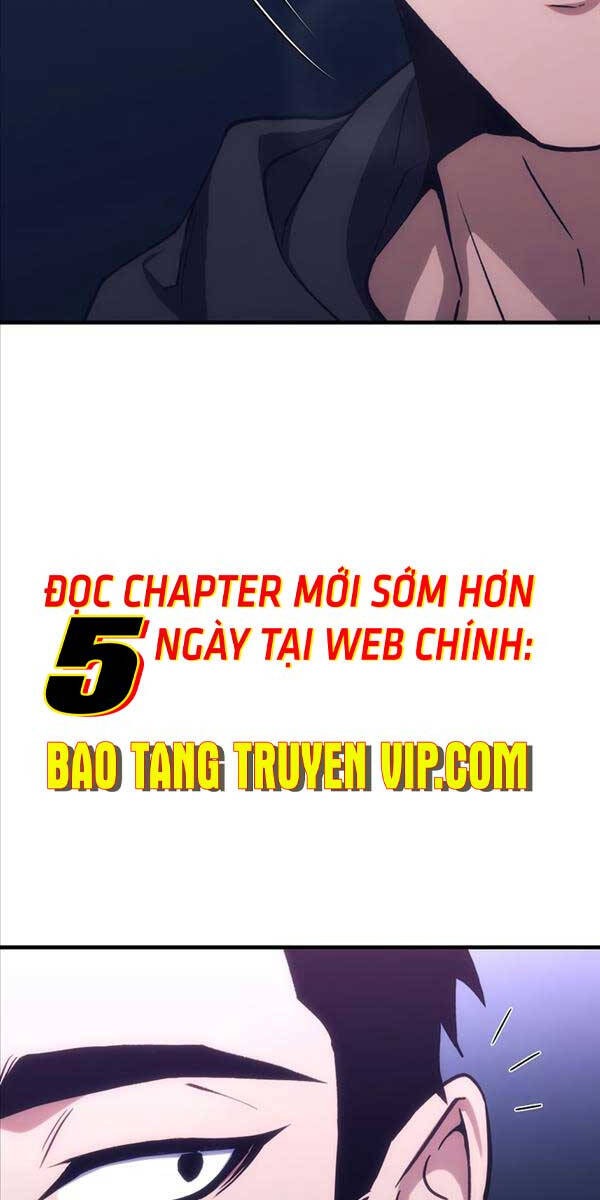 ĐỌC CHAPTER MỚI SỚM HƠN
5 NGÀY TẠI WEB CHÍNH:
BAO TANG TRUYEN VIP.COM